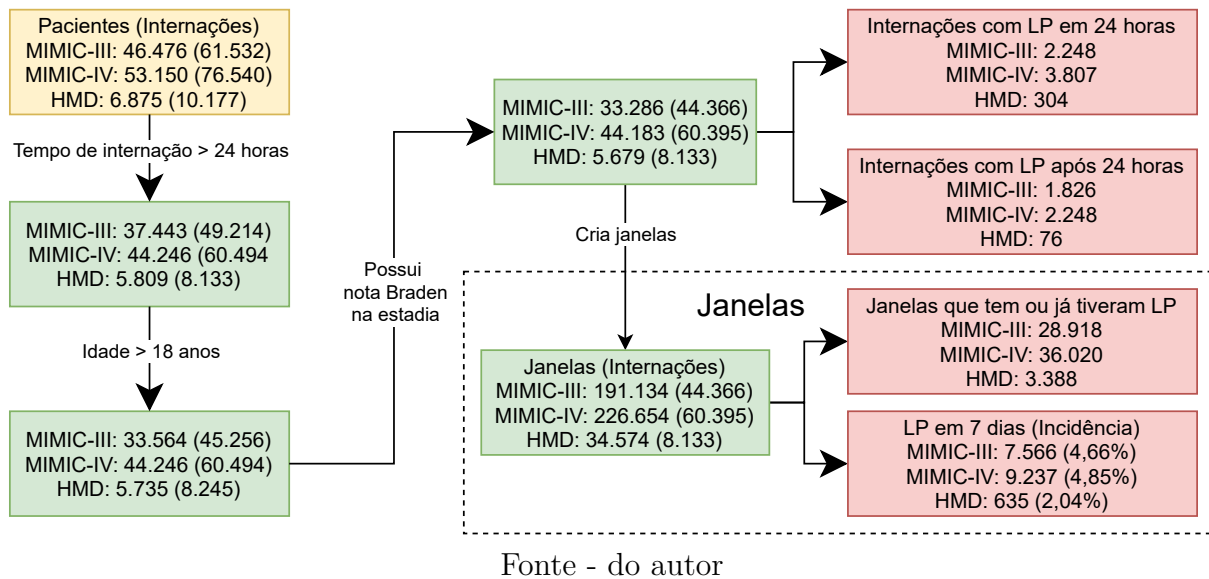 Pacientes (Internações)
MIMIC-III: 46.476 (61.532)
MIMIC-IV: 53.150 (76.540)
HMD: 6.875 (10.177)
Tempo de internação > 24 horas
MIMIC-III: 37.443 (49.214)
MIMIC-IV: 44.246 (60.494
HMD: 5.809 (8.133)
Idade > 18 anos
MIMIC-III: 33.564 (45.256)
MIMIC-IV: 44.246 (60.494)
HMD: 5.735 (8.245)
Possui
nota Braden
na estadia
MIMIC-III: 33.286 (44.366)
MIMIC-IV: 44.183 (60.395)
HMD: 5.679 (8.133)
Internações com LP em 24 horas
MIMIC-III: 2.248
MIMIC-IV: 3.807
HMD: 304
Internações com LP após 24 horas
MIMIC-III: 1.826
MIMIC-IV: 2.248
HMD: 76
Cria janelas
Janelas
Janelas (Internações)
MIMIC-III: 191.134 (44.366)
MIMIC-IV: 226.654 (60.395)
HMD: 34.574 (8.133)
Janelas que tem ou já tiveram LP
MIMIC-III: 28.918
MIMIC-IV: 36.020
HMD: 3.388
LP em 7 dias (Incidência)
MIMIC-III: 7.566 (4,66%)
MIMIC-IV: 9.237 (4,85%)
HMD: 635 (2,04%)
Fonte - do autor